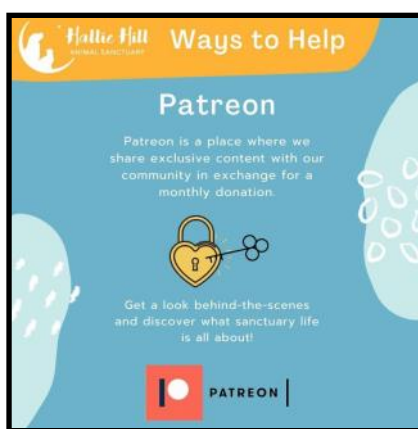 Hallie Hill Ways to Help
ANIMAL SANCTUARY
Patreon
Patreon is a place where we
share exclusive content with our
community in exchange for a
monthly donation.
Get a look behind-the-scenes
and discover what sanctuary life
is all about!
PATREON